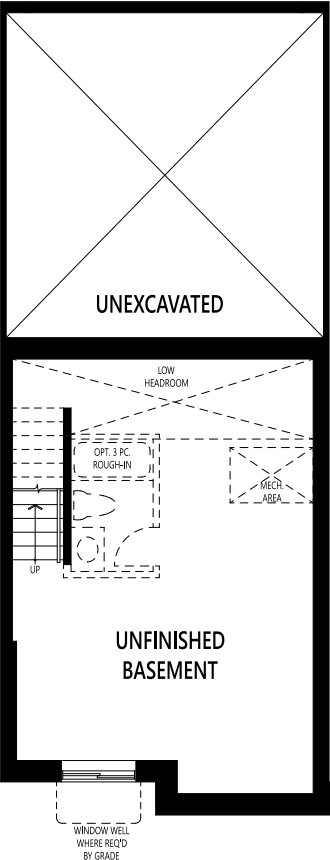 UNEXCAVATED
LOW
HEADROOM
OPT. 3 PC.
ROUGH-IN
MECH.
AREA
UP
UNFINISHED
BASEMENT
WINDOW WELL
WHERE REQ'D
BY GRADE